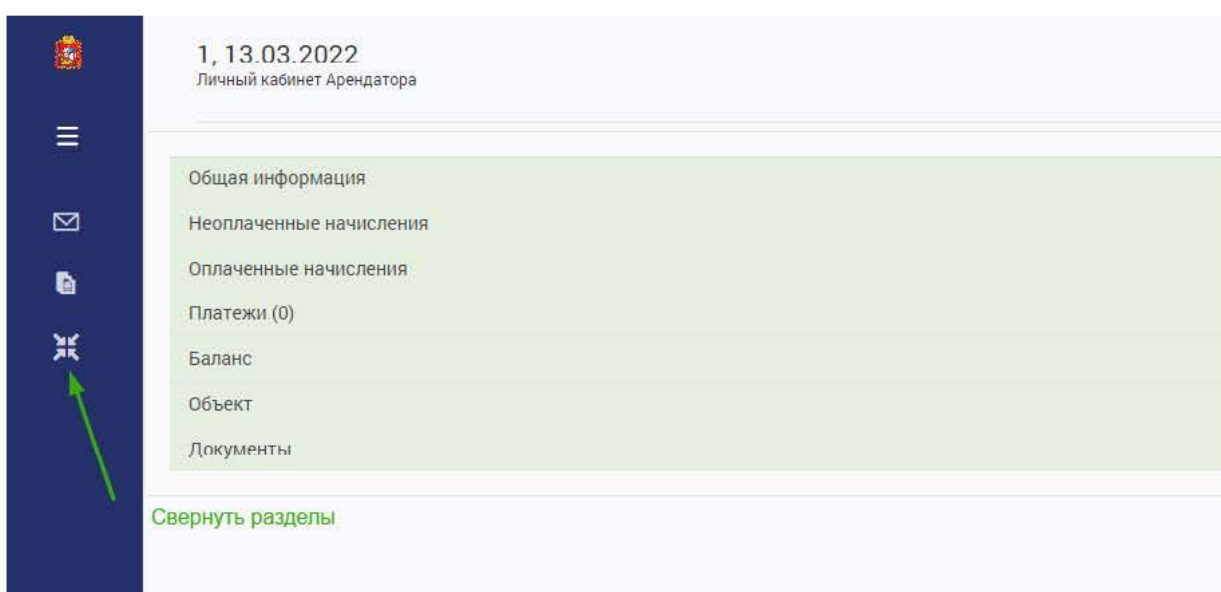 1, 13.03.2022
Личный кабинет Арендатора
Общая информация
Неоплаченные начисления
Оплаченные начисления
Платежи (0)
Баланс
Объект
Документы
Свернуть разделы